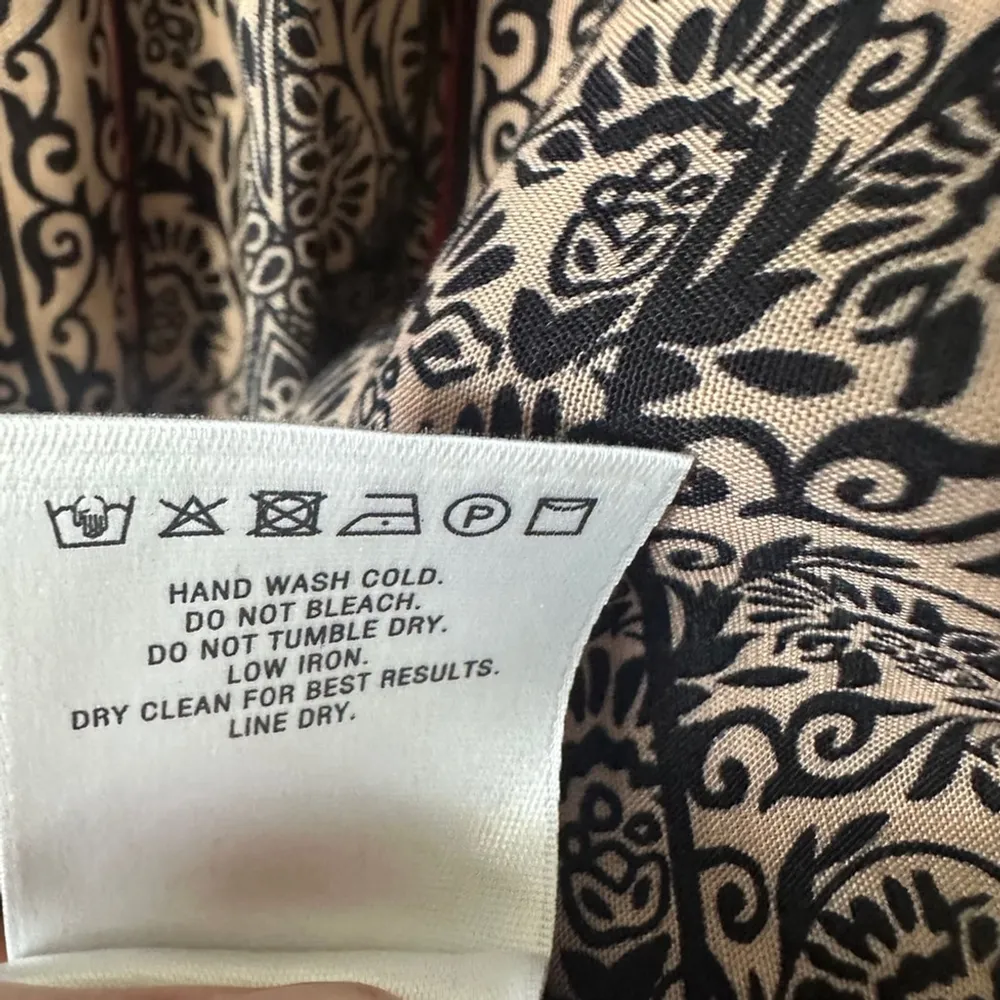 P
HAND WASH COLD.
DO NOT BLEACH.
DO NOT TUMBLE DRY.
LOW IRON.
DRY CLEAN FOR BEST RESULTS.
LINE DRY.